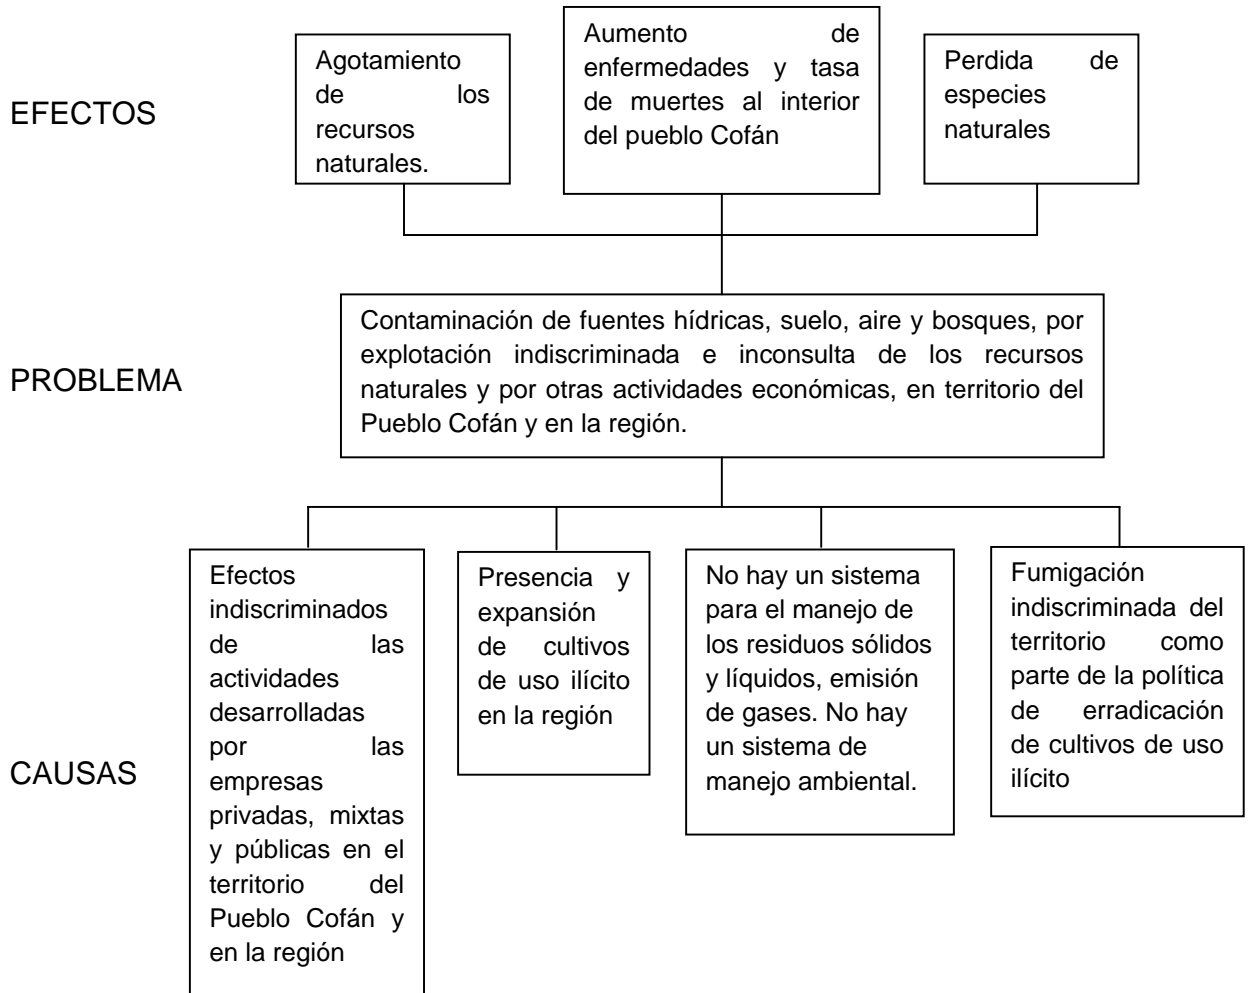 EFECTOS
Agotamiento
de los
recursos
naturales.
Aumento de
enfermedades y tasa
de muertes al interior
del pueblo Cofán
Perdida de
especies
naturales
PROBLEMA
Contaminación de fuentes hídricas, suelo, aire y bosques, por
explotación indiscriminada e inconsulta de los recursos
naturales y por otras actividades económicas, en territorio del
Pueblo Cofán y en la región.
CAUSAS
Efectos
indiscriminados
de las
actividades
desarrolladas
por las
empresas
privadas, mixtas
y públicas en el
territorio del
Pueblo Cofán y
en la región
Presencia y
expansión
de cultivos
de uso ilícito
en la región
No hay un sistema
para el manejo de
los residuos sólidos
y líquidos, emisión
de gases. No hay
un sistema de
manejo ambiental.
Fumigación
indiscriminada del
territorio como
parte de la política
de erradicación
de cultivos de uso
ilícito